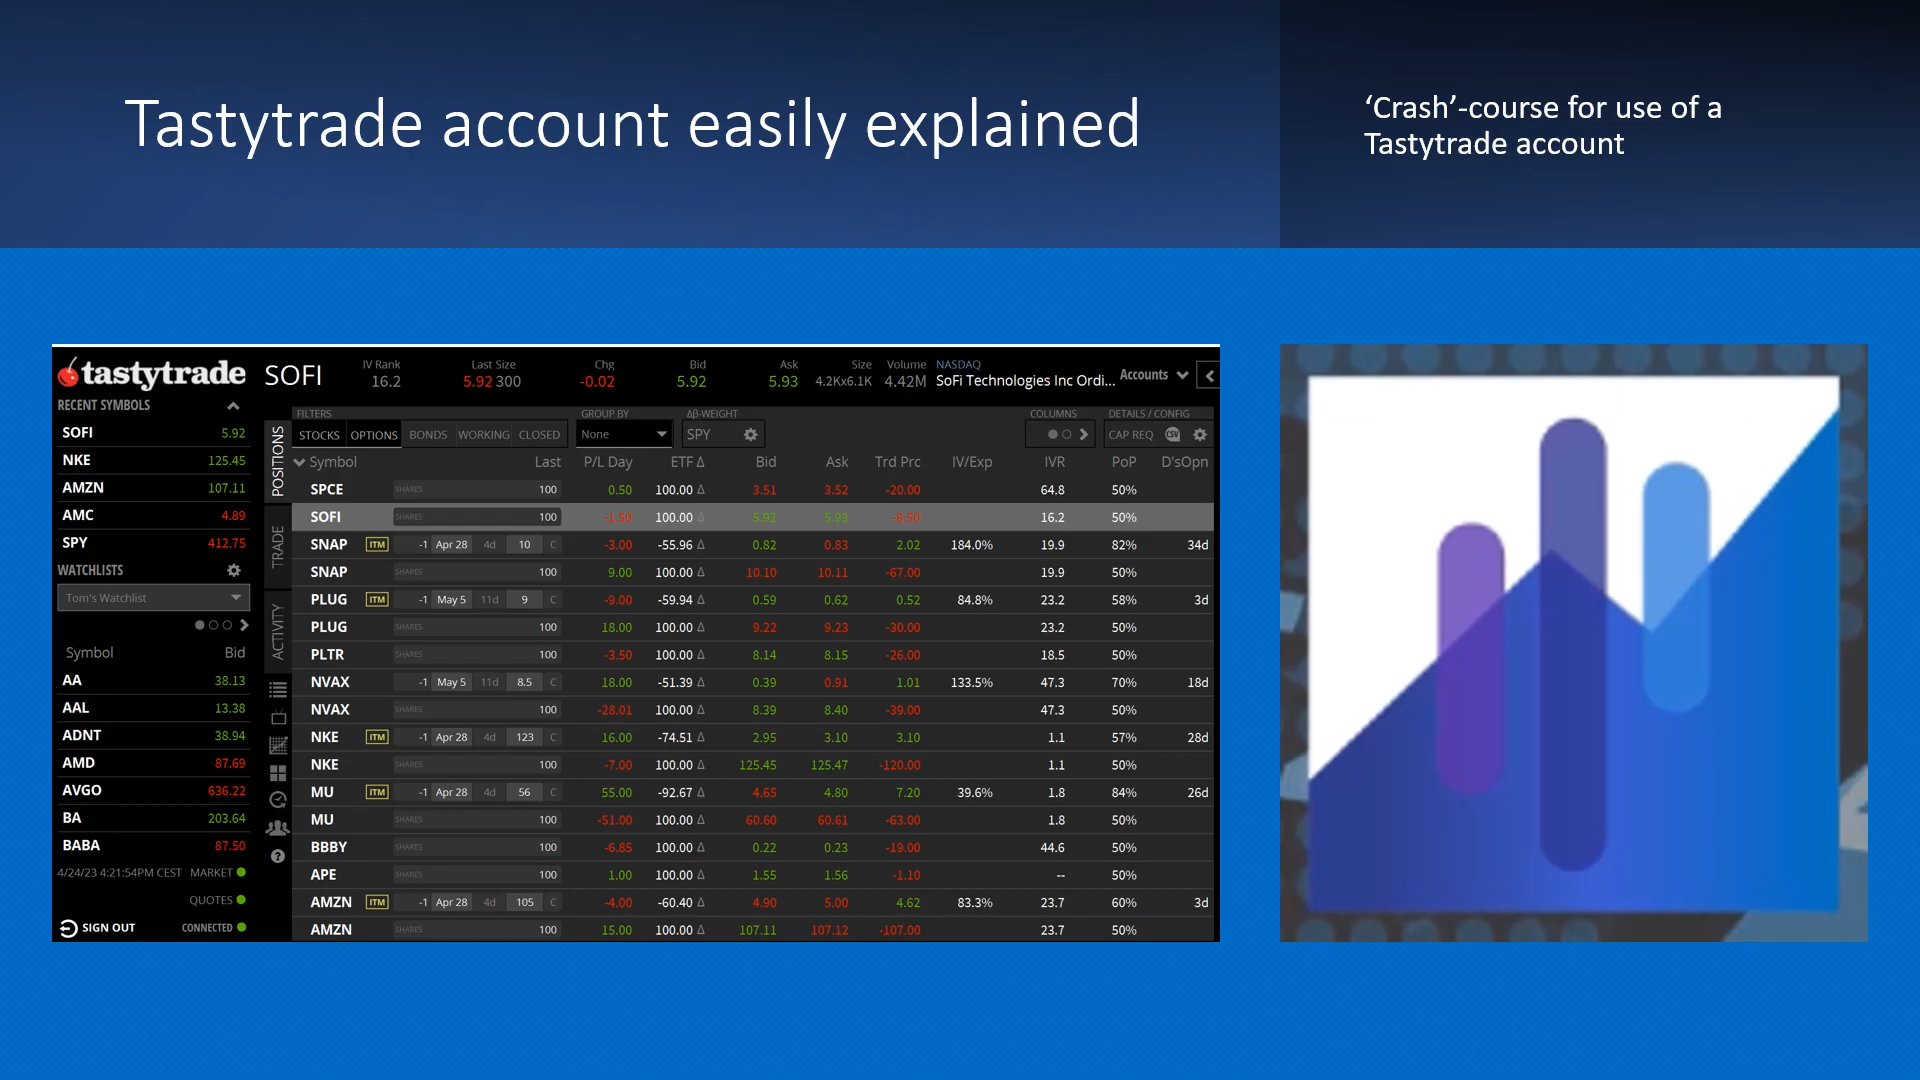 Tastytrade account easily explained
‘Crash’-course for use of a
Tastytrade account
tastytrade
RECENT SYMBOLS
SOFI 5.92
NKE 125.45
AMZN 107.11
AMC 4.89
SPY 412.75
WATCHLISTS
Tom's Watchlist
Symbol Bid
AA 38.13
AAL 13.38
ADNT 38.94
AMD 87.69
AVGO 636.22
BA 203.64
BABA 87.50
4/24/23 4:21:54PM CEST MARKET
QUOTES
SIGN OUT CONNECTED
POSITIONS
TRADE
ACTIVITY
SOFI
IV Rank Last Size Chg Bid Ask Size Volume NASDAQ
16.2 5.92 300 -0.02 5.92 5.93 4.2Kx6.1K 4.42M SoFi Technologies Inc Ordi... Accounts
FILTERS GROUP BY Δβ-WEIGHT COLUMNS DETAILS / CONFIG
STOCKS OPTIONS BONDS WORKING CLOSED None SPY CAP REQ CSV
Symbol Last P/L Day ETF Δ Bid Ask Trd Prc IV/Exp IVR PoP D'sOpn
SPCE SHARES 100 0.50 100.00 Δ 3.51 3.52 -20.00 64.8 50%
SOFI SHARES 100 -1.50 100.00 Δ 5.92 5.93 -8.50 16.2 50%
SNAP ITM -1 Apr 28 4d 10 C -3.00 -55.96 Δ 0.82 0.83 2.02 184.0% 19.9 82% 34d
SNAP SHARES 100 9.00 100.00 Δ 10.10 10.11 -67.00 19.9 50%
PLUG ITM -1 May 5 11d 9 C -9.00 -59.94 Δ 0.59 0.62 0.52 84.8% 23.2 58% 3d
PLUG SHARES 100 18.00 100.00 Δ 9.22 9.23 -30.00 23.2 50%
PLTR SHARES 100 -3.50 100.00 Δ 8.14 8.15 -26.00 18.5 50%
NVAX -1 May 5 11d 8.5 C 18.00 -51.39 Δ 0.39 0.91 1.01 133.5% 47.3 70% 18d
NVAX SHARES 100 -28.01 100.00 Δ 8.39 8.40 -39.00 47.3 50%
NKE ITM -1 Apr 28 4d 123 C 16.00 -74.51 Δ 2.95 3.10 3.10 1.1 57% 28d
NKE SHARES 100 -7.00 100.00 Δ 125.45 125.47 -120.00 1.1 50%
MU ITM -1 Apr 28 4d 56 C 55.00 -92.67 Δ 4.65 4.80 7.20 39.6% 1.8 84% 26d
MU SHARES 100 -51.00 100.00 Δ 60.60 60.61 -63.00 1.8 50%
BBBY SHARES 100 -6.85 100.00 Δ 0.22 0.23 -19.00 44.6 50%
APE SHARES 100 1.00 100.00 Δ 1.55 1.56 -1.10 -- 50%
AMZN ITM -1 Apr 28 4d 105 C -4.00 -60.40 Δ 4.90 5.00 4.62 83.3% 23.7 60% 3d
AMZN SHARES 100 15.00 100.00 Δ 107.11 107.12 -107.00 23.7 50%